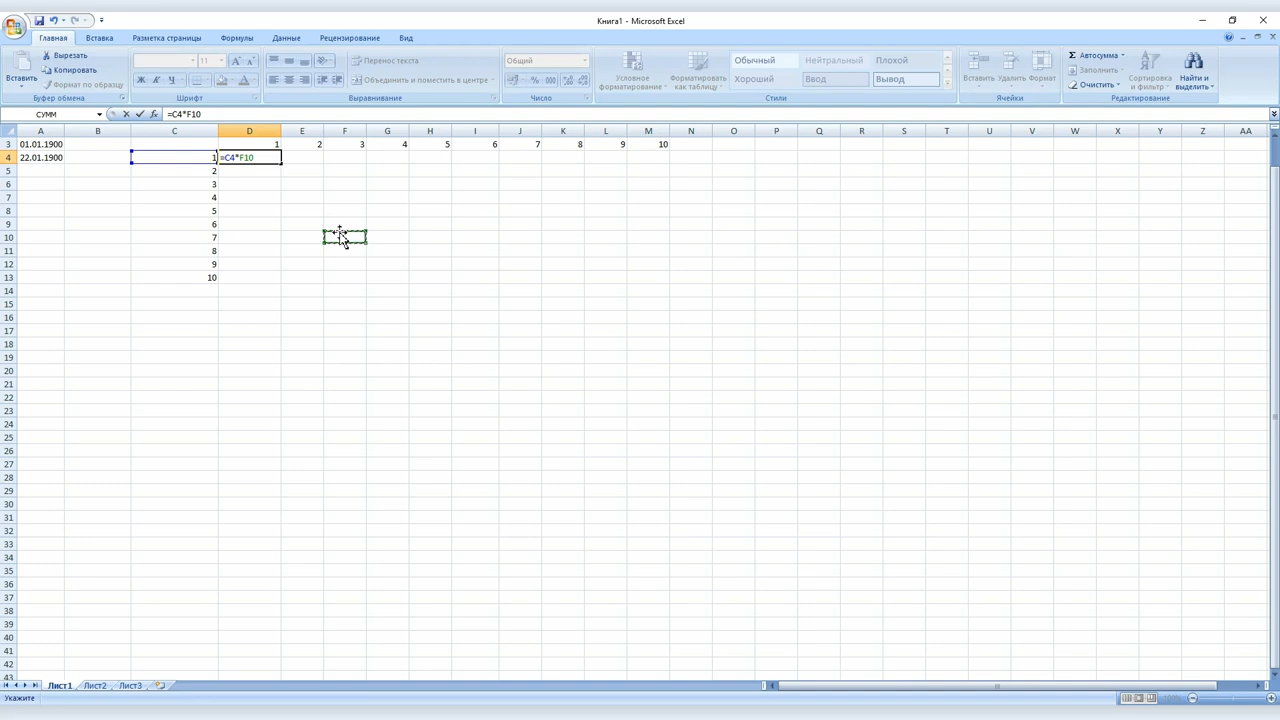 Книга1 - Microsoft Excel
Главная Вставка Разметка страницы Формулы Данные Рецензирование Вид
Вставить
Вырезать
Копировать
Формат по образцу
Буфер обмена
11
Ж К Ч
Шрифт
Перенос текста
Объединить и поместить в центре
Выравнивание
Общий
% 000
Число
Условное форматирование
Форматировать как таблицу
Обычный Нейтральный Плохой
Хороший Ввод Вывод
Стили
Вставить Удалить Формат
Ячейки
Σ Автосумма
Заполнить
Очистить
Сортировка и фильтр
Найти и выделить
Редактирование
СУММ fx =C4*F10
A B C D E F G H I J K L M N O P Q R S T U V W X Y Z AA
3 01.01.1900 1 2 3 4 5 6 7 8 9 10
4 22.01.1900 1 =C4*F10
5 2
6 3
7 4
8 5
9 6
10 7
11 8
12 9
13 10
14
15
16
17
18
19
20
21
22
23
24
25
26
27
28
29
30
31
32
33
34
35
36
37
38
39
40
41
42
43
Лист1 Лист2 Лист3
Укажите